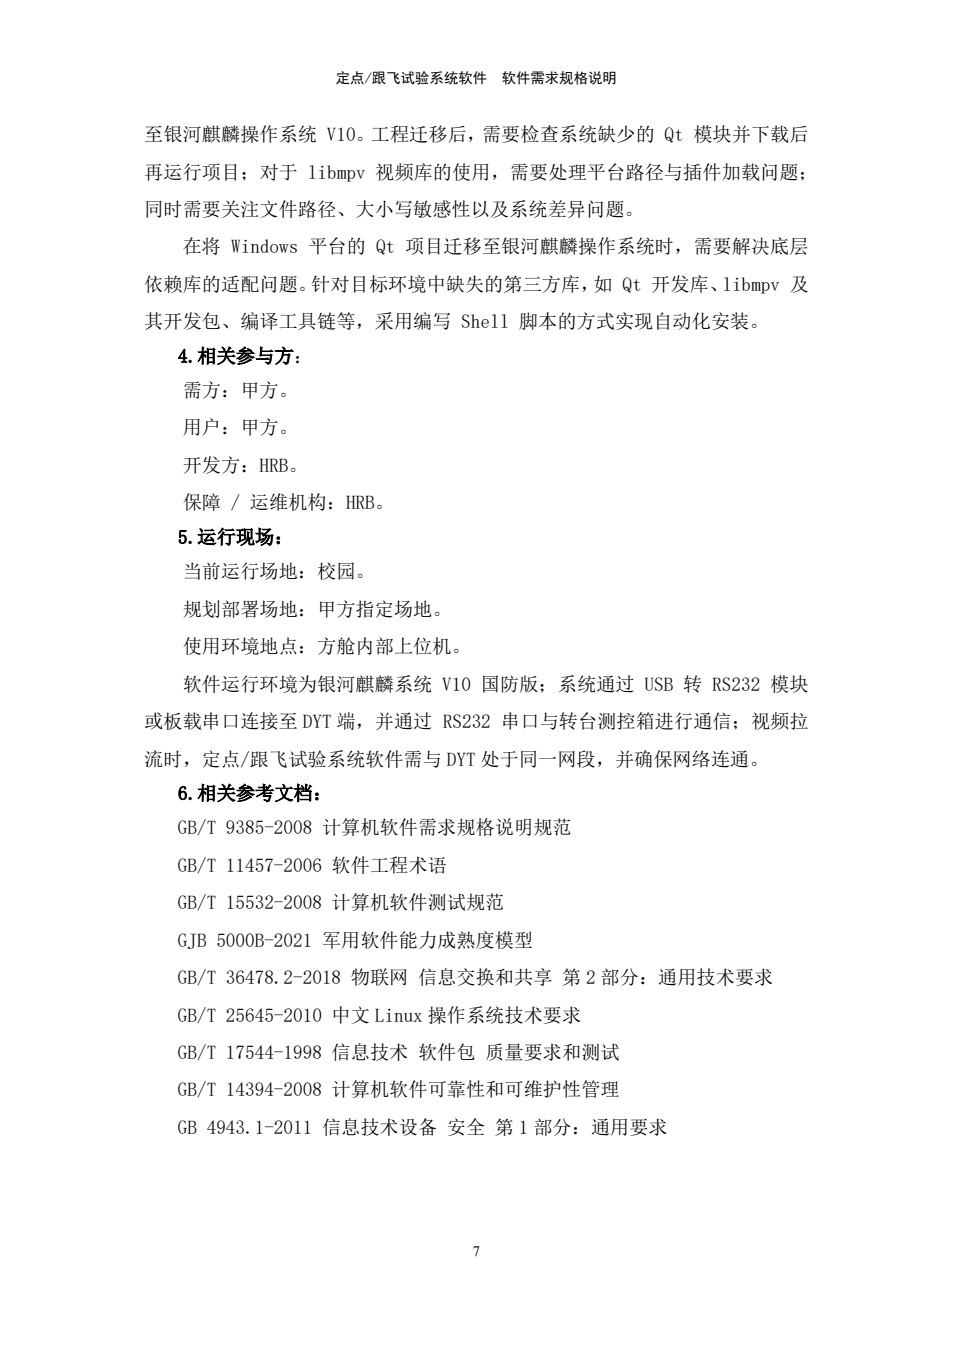 定点/跟飞试验系统软件　软件需求规格说明
至银河麒麟操作系统 V10。工程迁移后，需要检查系统缺少的 Qt 模块并下载后
再运行项目；对于 libmpv 视频库的使用，需要处理平台路径与插件加载问题；
同时需要关注文件路径、大小写敏感性以及系统差异问题。
在将 Windows 平台的 Qt 项目迁移至银河麒麟操作系统时，需要解决底层
依赖库的适配问题。针对目标环境中缺失的第三方库，如 Qt 开发库、libmpv 及
其开发包、编译工具链等，采用编写 Shell 脚本的方式实现自动化安装。
4.相关参与方：
需方：甲方。
用户：甲方。
开发方：HRB。
保障 / 运维机构：HRB。
5.运行现场：
当前运行场地：校园。
规划部署场地：甲方指定场地。
使用环境地点：方舱内部上位机。
软件运行环境为银河麒麟系统 V10 国防版；系统通过 USB 转 RS232 模块
或板载串口连接至 DYT 端，并通过 RS232 串口与转台测控箱进行通信；视频拉
流时，定点/跟飞试验系统软件需与 DYT 处于同一网段，并确保网络连通。
6.相关参考文档：
GB/T 9385-2008 计算机软件需求规格说明规范
GB/T 11457-2006 软件工程术语
GB/T 15532-2008 计算机软件测试规范
GJB 5000B-2021 军用软件能力成熟度模型
GB/T 36478.2-2018 物联网 信息交换和共享 第 2 部分：通用技术要求
GB/T 25645-2010 中文 Linux 操作系统技术要求
GB/T 17544-1998 信息技术 软件包 质量要求和测试
GB/T 14394-2008 计算机软件可靠性和可维护性管理
GB 4943.1-2011 信息技术设备 安全 第 1 部分：通用要求
7